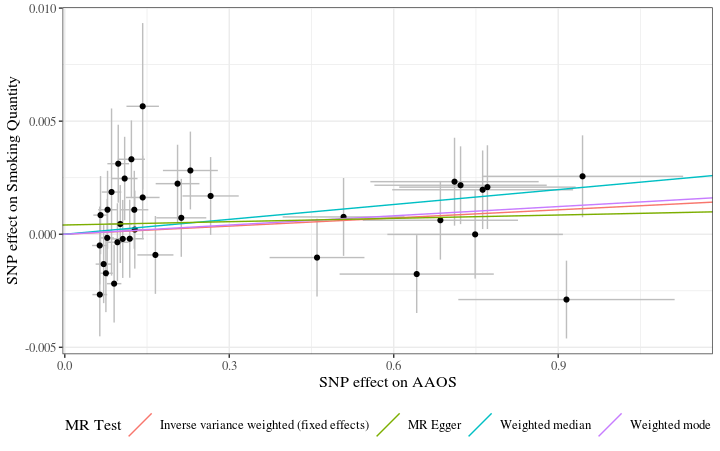 0.010
0.005
0.000
-0.005
SNP effect on Smoking Quantity
0.0 0.3 0.6 0.9
SNP effect on AAOS
MR Test Inverse variance weighted (fixed effects) MR Egger Weighted median Weighted mode